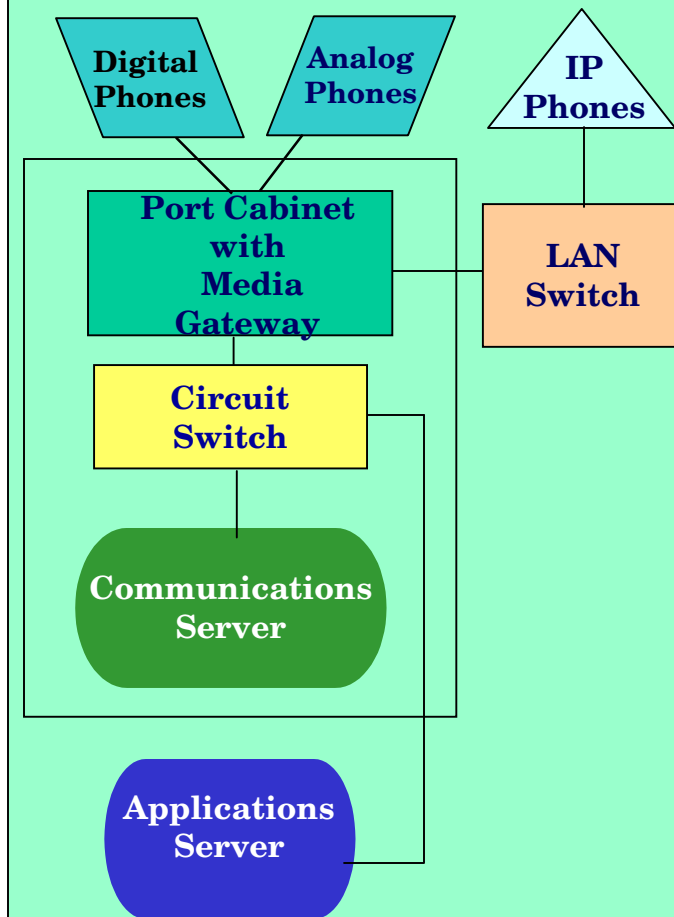 Digital
Phones
Analog
Phones
IP
Phones
Port Cabinet
with
Media
Gateway
LAN
Switch
Circuit
Switch
Communications
Server
Applications
Server